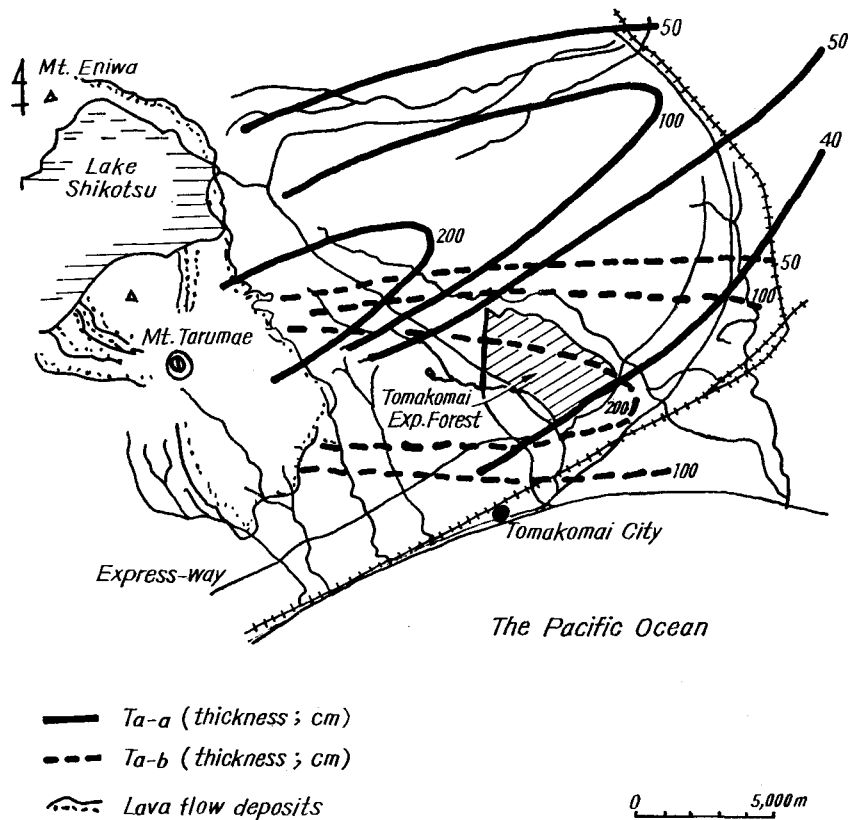 50
50
Mt. Eniwa
100
40
Lake
Shikotsu
200
50
100
Mt. Tarumae
Tomakomai
Exp. Forest
200
100
Tomakomai City
Express-way
The Pacific Ocean
Ta-a (thickness; cm)
Ta-b (thickness; cm)
Lava flow deposits
0 5,000m